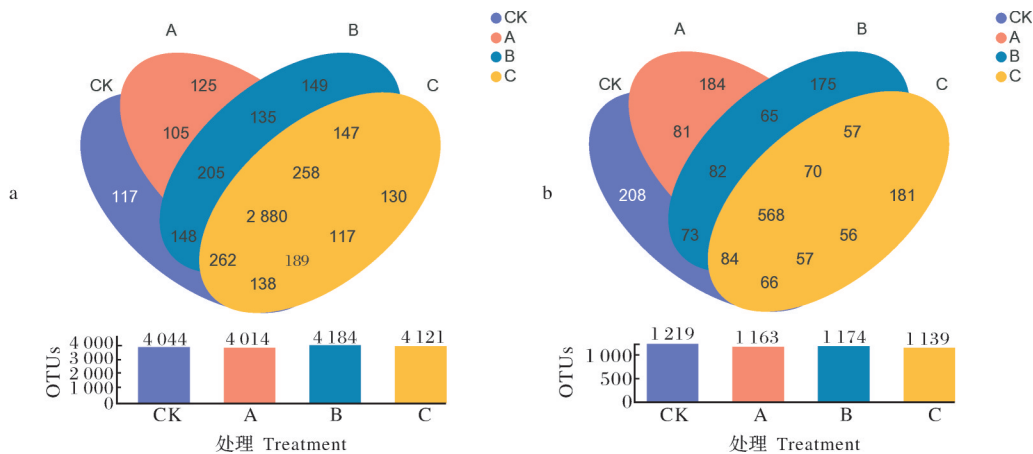 a
CK
A
B
C
CK
A
B
C
125
149
135
147
105
205
258
117
130
2 880
148
117
262
189
138
OTUs
4 000
3 000
2 000
1 000
0
4 044
4 014
4 184
4 121
CK
A
B
C
处理 Treatment
b
CK
A
B
C
CK
A
B
C
184
175
65
57
81
82
70
208
181
568
73
56
84
57
66
OTUs
1 000
500
0
1 219
1 163
1 174
1 139
CK
A
B
C
处理 Treatment